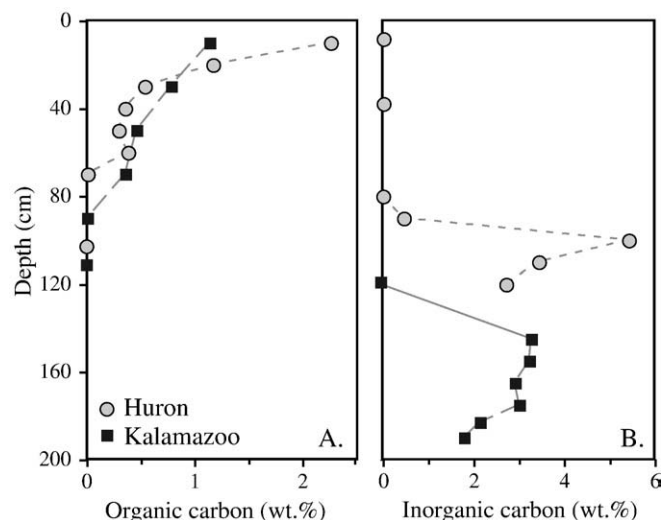 0
40
80
120
160
200
Depth (cm)
Huron
Kalamazoo
A.
B.
0 1 2
0 2 4 6
Organic carbon (wt.%)
Inorganic carbon (wt.%)